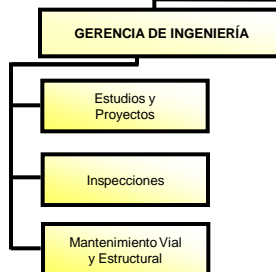 GERENCIA DE INGENIERÍA
Estudios y
Proyectos
Inspecciones
Mantenimiento Vial
y Estructural